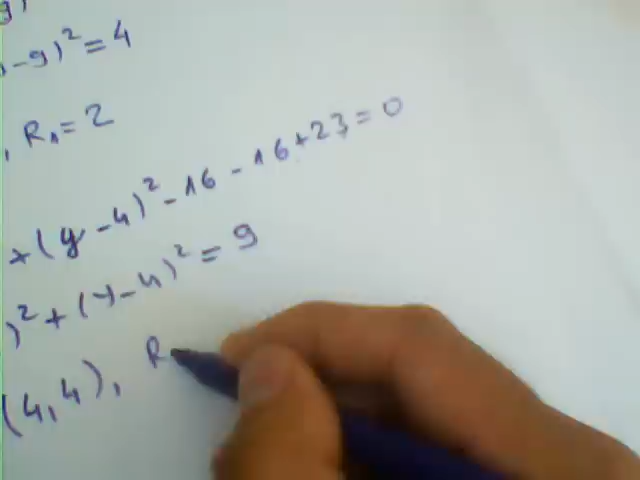 -9)² = 4
, R₁ = 2
+(y-4)² - 16 - 16 + 23 = 0
)² + (y-4)² = 9
(4,4), R